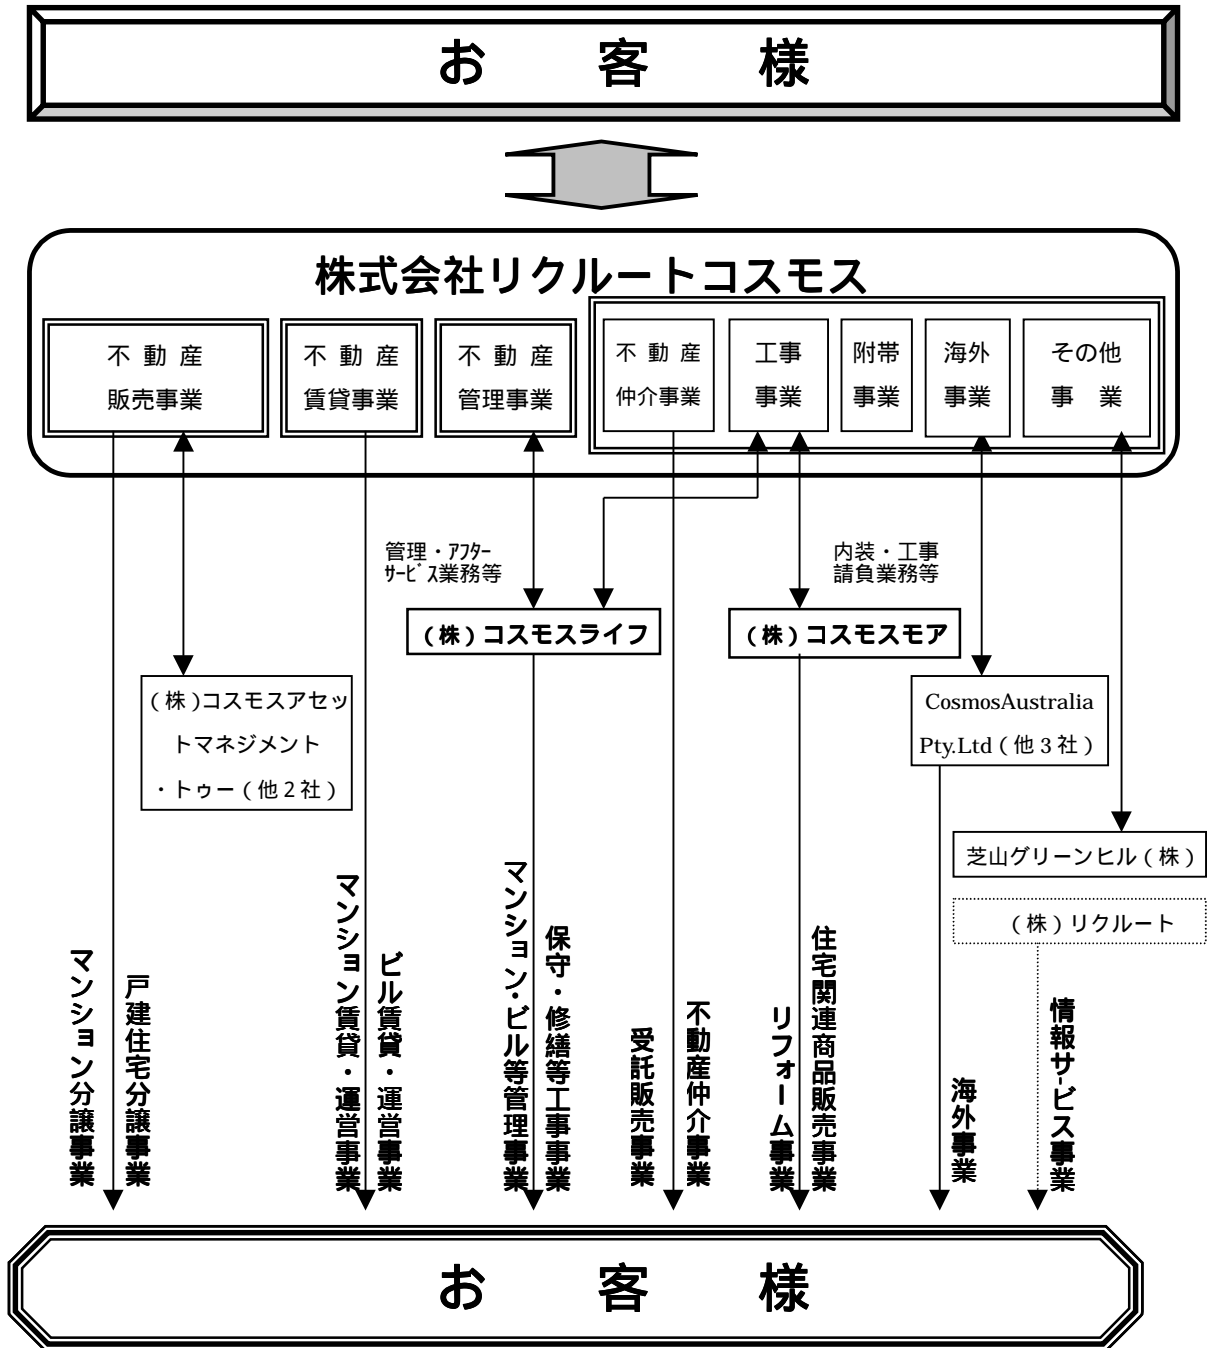 お 客 様
株式会社リクルートコスモス
不 動 産
販売事業
不 動 産
賃貸事業
不 動 産
管理事業
不 動 産
仲介事業
工事
事業
附帯
事業
海外
事業
その他
事 業
管理・アフター
サービス業務等
内装・工事
請負業務等
(株)コスモスライフ
(株)コスモスモア
(株)コスモスアセッ
トマネジメント
・トゥー(他2社)
CosmosAustralia
Pty.Ltd(他3社)
芝山グリーンヒル(株)
(株)リクルート
マンション分譲事業
戸建住宅分譲事業
マンション賃貸・運営事業
ビル賃貸・運営事業
マンション・ビル等管理事業
保守・修繕等工事事業
受託販売事業
不動産仲介事業
リフォーム事業
住宅関連商品販売事業
海外事業
情報サービス事業
お 客 様